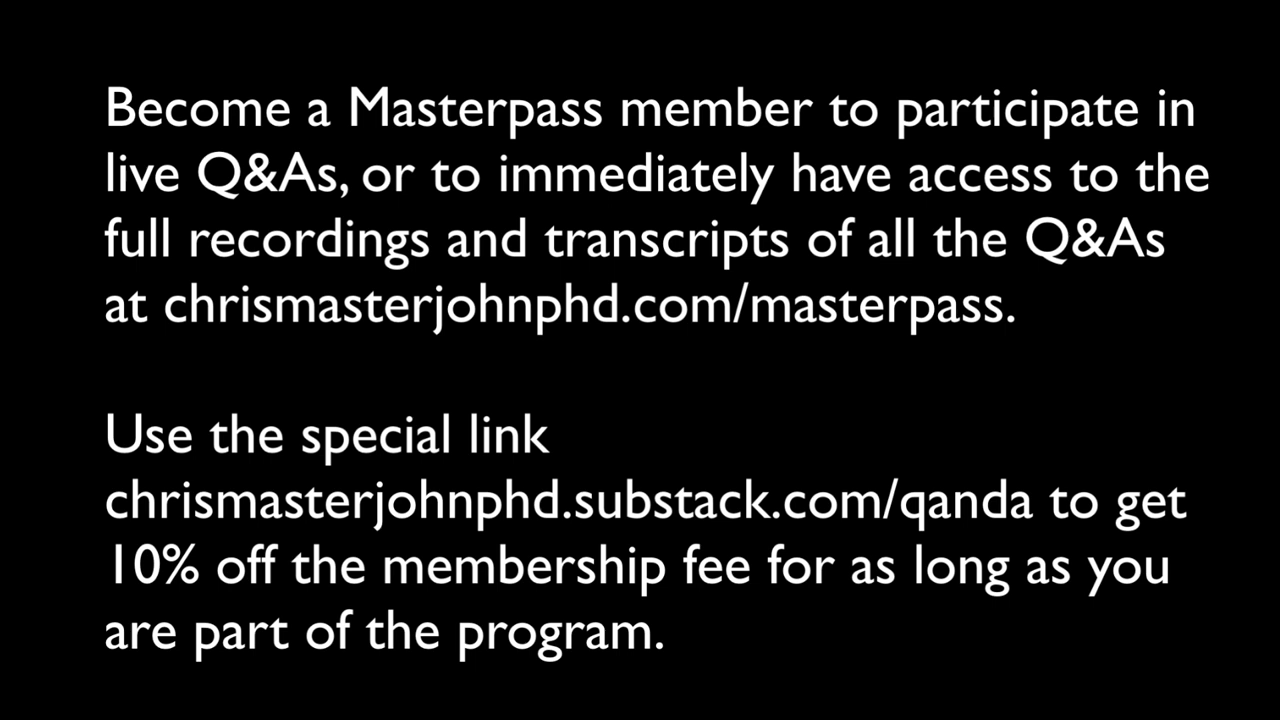 Become a Masterpass member to participate in
live Q&As, or to immediately have access to the
full recordings and transcripts of all the Q&As
at chrismasterjohnphd.com/masterpass.
Use the special link
chrismasterjohnphd.substack.com/qanda to get
10% off the membership fee for as long as you
are part of the program.